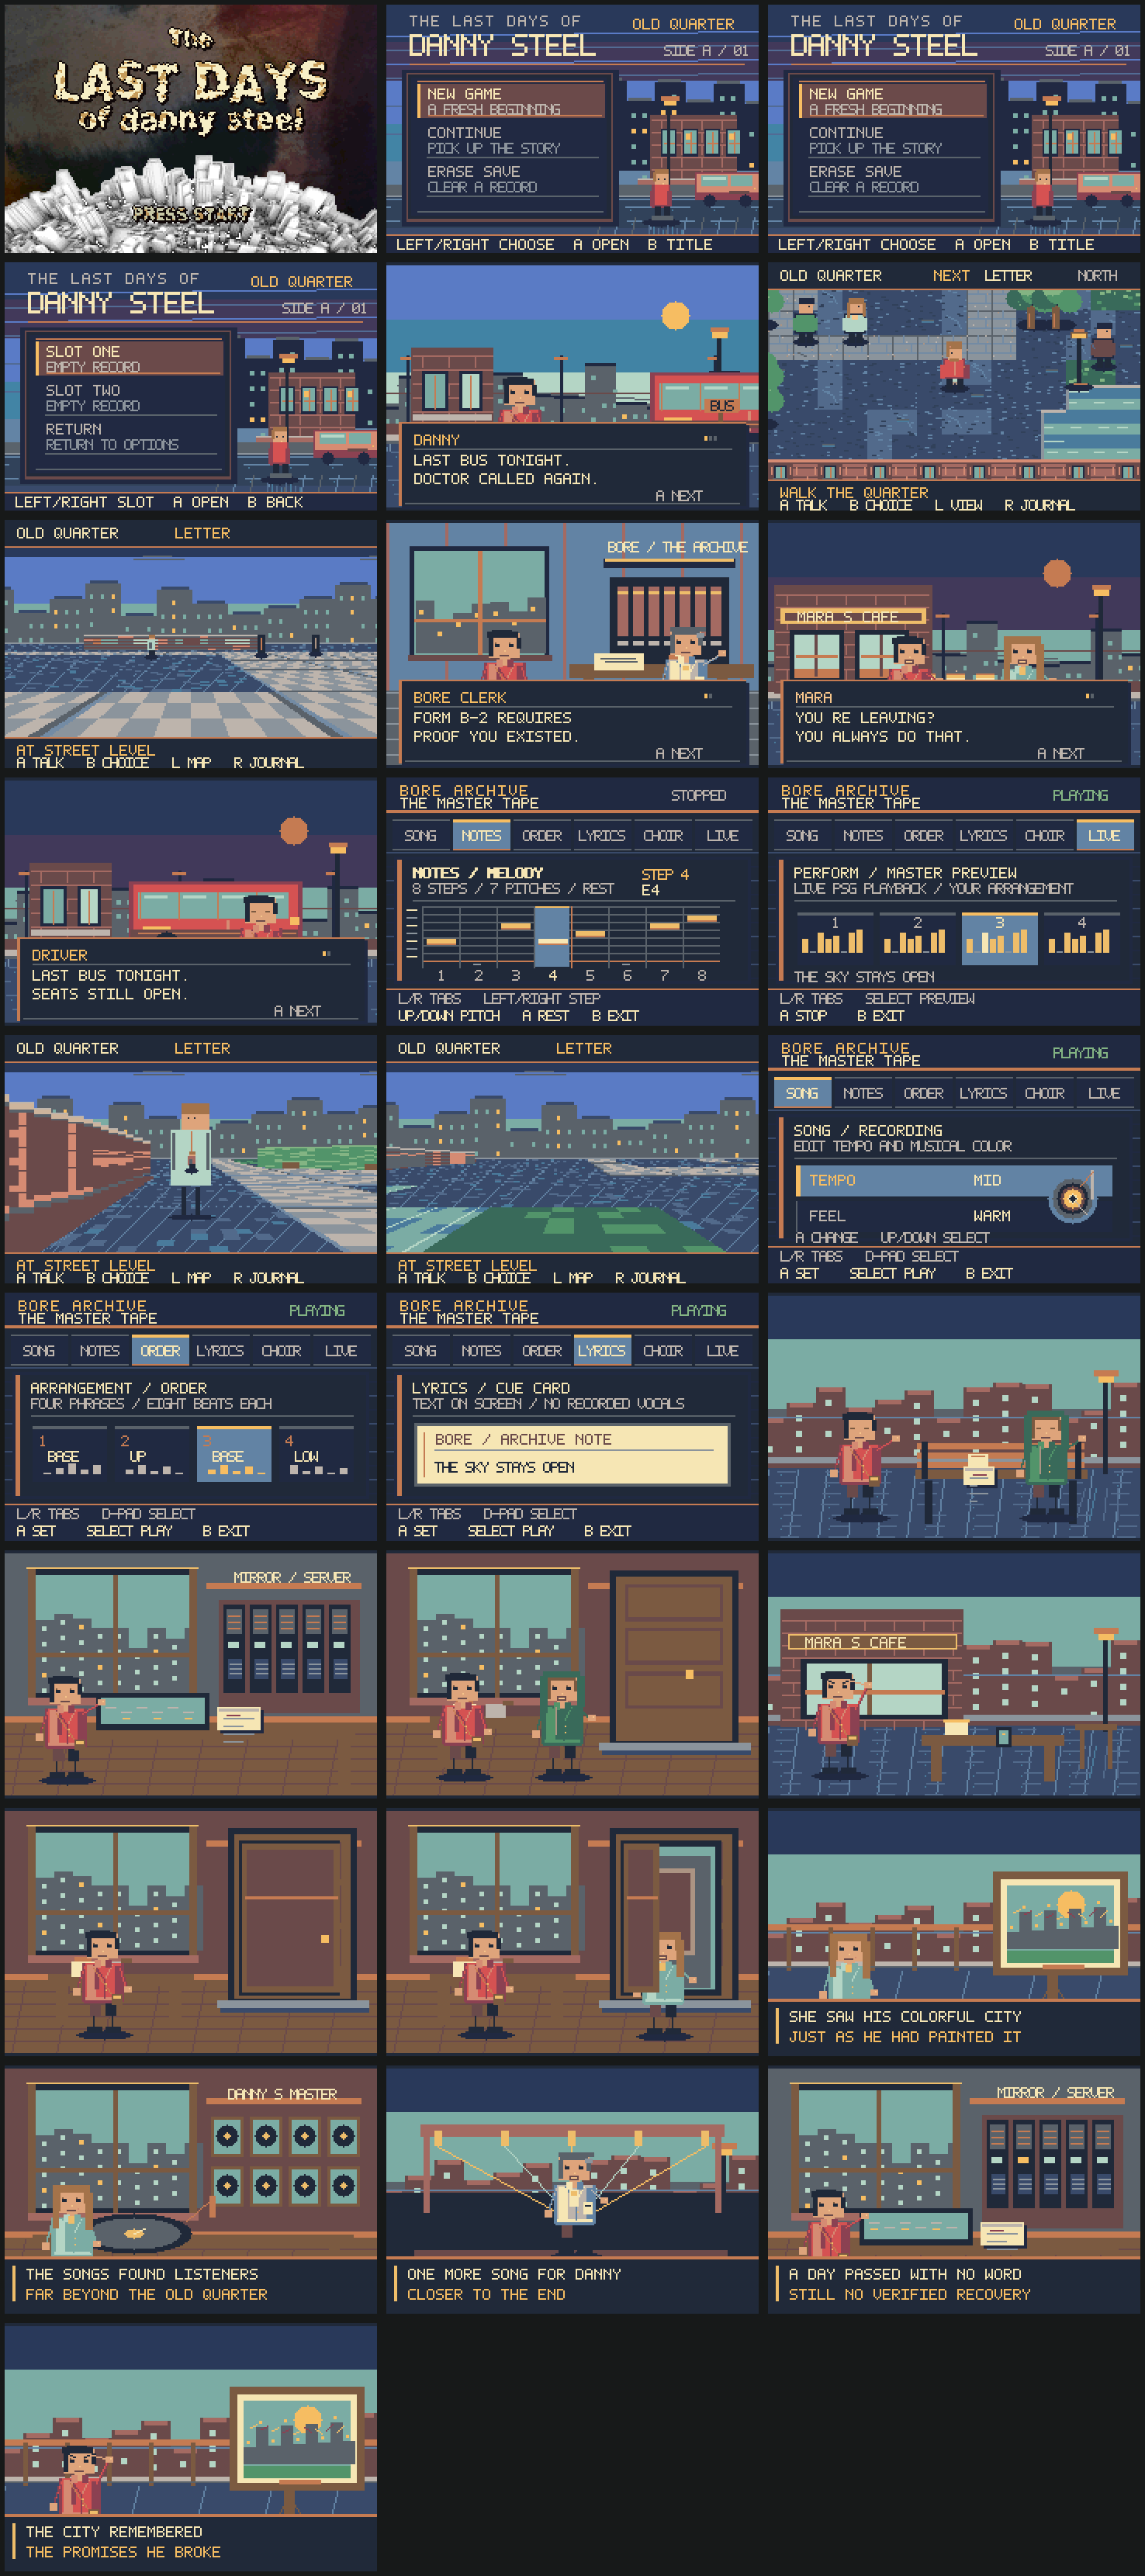 The
LAST DAYS
of danny steel
PRESS START
THE LAST DAYS OF
DANNY STEEL
OLD QUARTER
SIDE A / 01
NEW GAME
A FRESH BEGINNING
CONTINUE
PICK UP THE STORY
ERASE SAVE
CLEAR A RECORD
LEFT/RIGHT CHOOSE A OPEN B TITLE
THE LAST DAYS OF
DANNY STEEL
OLD QUARTER
SIDE A / 01
NEW GAME
A FRESH BEGINNING
CONTINUE
PICK UP THE STORY
ERASE SAVE
CLEAR A RECORD
LEFT/RIGHT CHOOSE A OPEN B TITLE
THE LAST DAYS OF
DANNY STEEL
OLD QUARTER
SIDE A / 01
SLOT ONE
EMPTY RECORD
SLOT TWO
EMPTY RECORD
RETURN
RETURN TO OPTIONS
LEFT/RIGHT SLOT A OPEN B BACK
BUS
DANNY
LAST BUS TONIGHT.
DOCTOR CALLED AGAIN.
A NEXT
OLD QUARTER NEXT LETTER NORTH
WALK THE QUARTER
A TALK B CHOICE L VIEW R JOURNAL
OLD QUARTER LETTER
AT STREET LEVEL
A TALK B CHOICE L MAP R JOURNAL
BORE / THE ARCHIVE
BORE CLERK
FORM B-2 REQUIRES
PROOF YOU EXISTED.
A NEXT
MARA S CAFE
MARA
YOU RE LEAVING?
YOU ALWAYS DO THAT.
A NEXT
DRIVER
LAST BUS TONIGHT.
SEATS STILL OPEN.
A NEXT
BORE ARCHIVE
THE MASTER TAPE
STOPPED
SONG NOTES ORDER LYRICS CHOIR LIVE
NOTES / MELODY
8 STEPS / 7 PITCHES / REST
STEP 4
E4
1 2 3 4 5 6 7 8
L/R TABS LEFT/RIGHT STEP
UP/DOWN PITCH A REST B EXIT
BORE ARCHIVE
THE MASTER TAPE
PLAYING
SONG NOTES ORDER LYRICS CHOIR LIVE
PERFORM / MASTER PREVIEW
LIVE PSG PLAYBACK / YOUR ARRANGEMENT
1 2 3 4
THE SKY STAYS OPEN
L/R TABS SELECT PREVIEW
A STOP B EXIT
OLD QUARTER LETTER
AT STREET LEVEL
A TALK B CHOICE L MAP R JOURNAL
OLD QUARTER LETTER
AT STREET LEVEL
A TALK B CHOICE L MAP R JOURNAL
BORE ARCHIVE
THE MASTER TAPE
PLAYING
SONG NOTES ORDER LYRICS CHOIR LIVE
SONG / RECORDING
EDIT TEMPO AND MUSICAL COLOR
TEMPO MID
FEEL WARM
A CHANGE UP/DOWN SELECT
L/R TABS D-PAD SELECT
A SET SELECT PLAY B EXIT
BORE ARCHIVE
THE MASTER TAPE
PLAYING
SONG NOTES ORDER LYRICS CHOIR LIVE
ARRANGEMENT / ORDER
FOUR PHRASES / EIGHT BEATS EACH
1 2 3 4
BASE UP BASE LOW
L/R TABS D-PAD SELECT
A SET SELECT PLAY B EXIT
BORE ARCHIVE
THE MASTER TAPE
PLAYING
SONG NOTES ORDER LYRICS CHOIR LIVE
LYRICS / CUE CARD
TEXT ON SCREEN / NO RECORDED VOCALS
BORE / ARCHIVE NOTE
THE SKY STAYS OPEN
L/R TABS D-PAD SELECT
A SET SELECT PLAY B EXIT
MIRROR / SERVER
MARA S CAFE
SHE SAW HIS COLORFUL CITY
JUST AS HE HAD PAINTED IT
DANNY S MASTER
THE SONGS FOUND LISTENERS
FAR BEYOND THE OLD QUARTER
ONE MORE SONG FOR DANNY
CLOSER TO THE END
MIRROR / SERVER
A DAY PASSED WITH NO WORD
STILL NO VERIFIED RECOVERY
THE CITY REMEMBERED
THE PROMISES HE BROKE